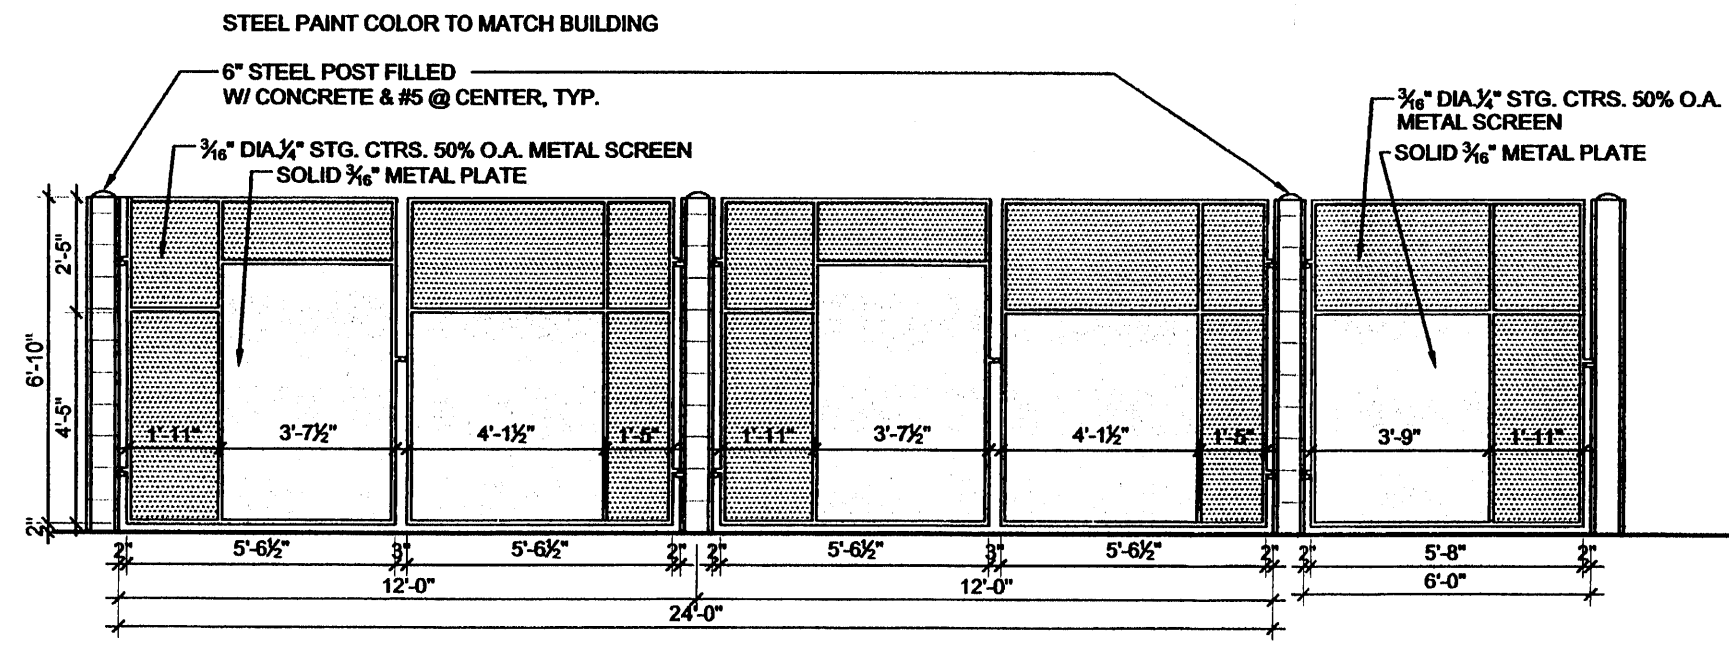 STEEL PAINT COLOR TO MATCH BUILDING
6" STEEL POST FILLED
W/ CONCRETE & #5 @ CENTER, TYP.
3/16" DIA.1/4" STG. CTRS. 50% O.A. METAL SCREEN
SOLID 3/16" METAL PLATE
3/16" DIA.1/4" STG. CTRS. 50% O.A.
METAL SCREEN
SOLID 3/16" METAL PLATE
2'-5"
6'-10"
4'-5"
2"
1'-11" 3'-7½" 4'-1½" 1'-5" 1'-11" 3'-7½" 4'-1½" 1'-5" 3'-9" 1'-11"
2" 5'-6½" 3" 5'-6½" 2" 2" 5'-6½" 3" 5'-6½" 2" 2" 5'-8" 2"
12'-0" 12'-0" 6'-0"
24'-0"